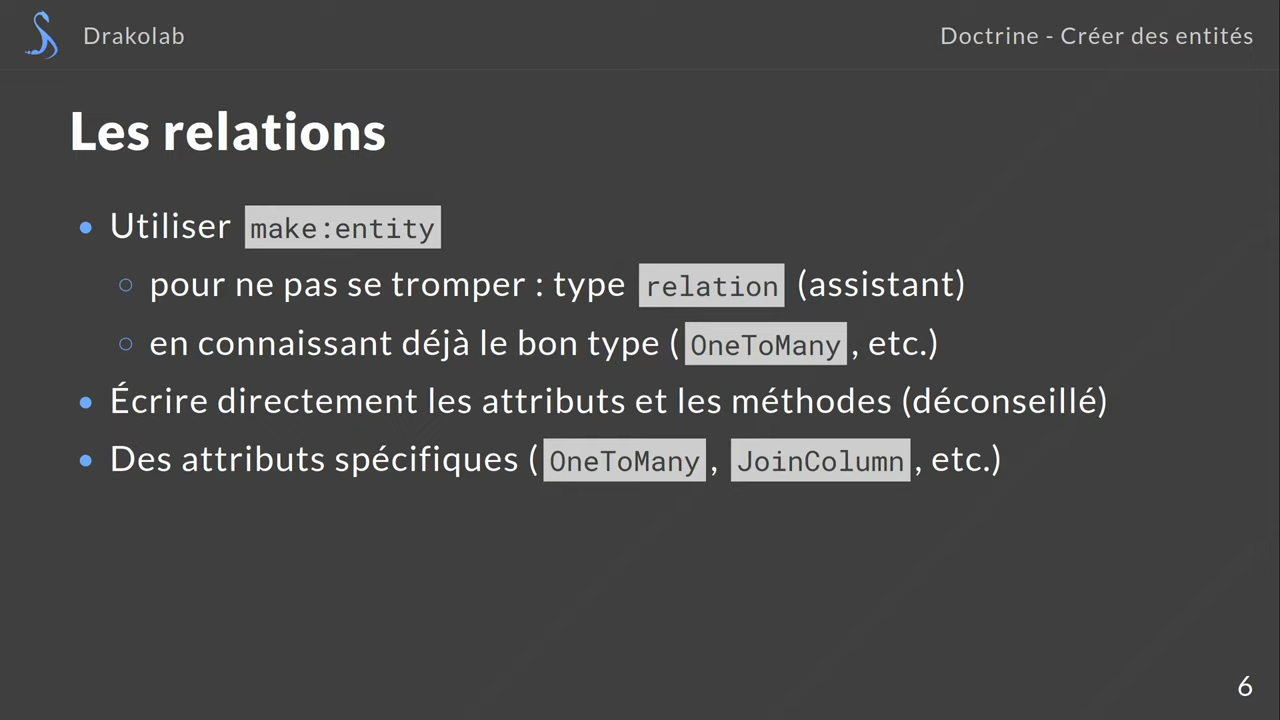 Drakolab
Doctrine - Créer des entités
Les relations
Utiliser make:entity
pour ne pas se tromper : type relation (assistant)
en connaissant déjà le bon type (OneToMany, etc.)
Écrire directement les attributs et les méthodes (déconseillé)
Des attributs spécifiques (OneToMany, JoinColumn, etc.)
6